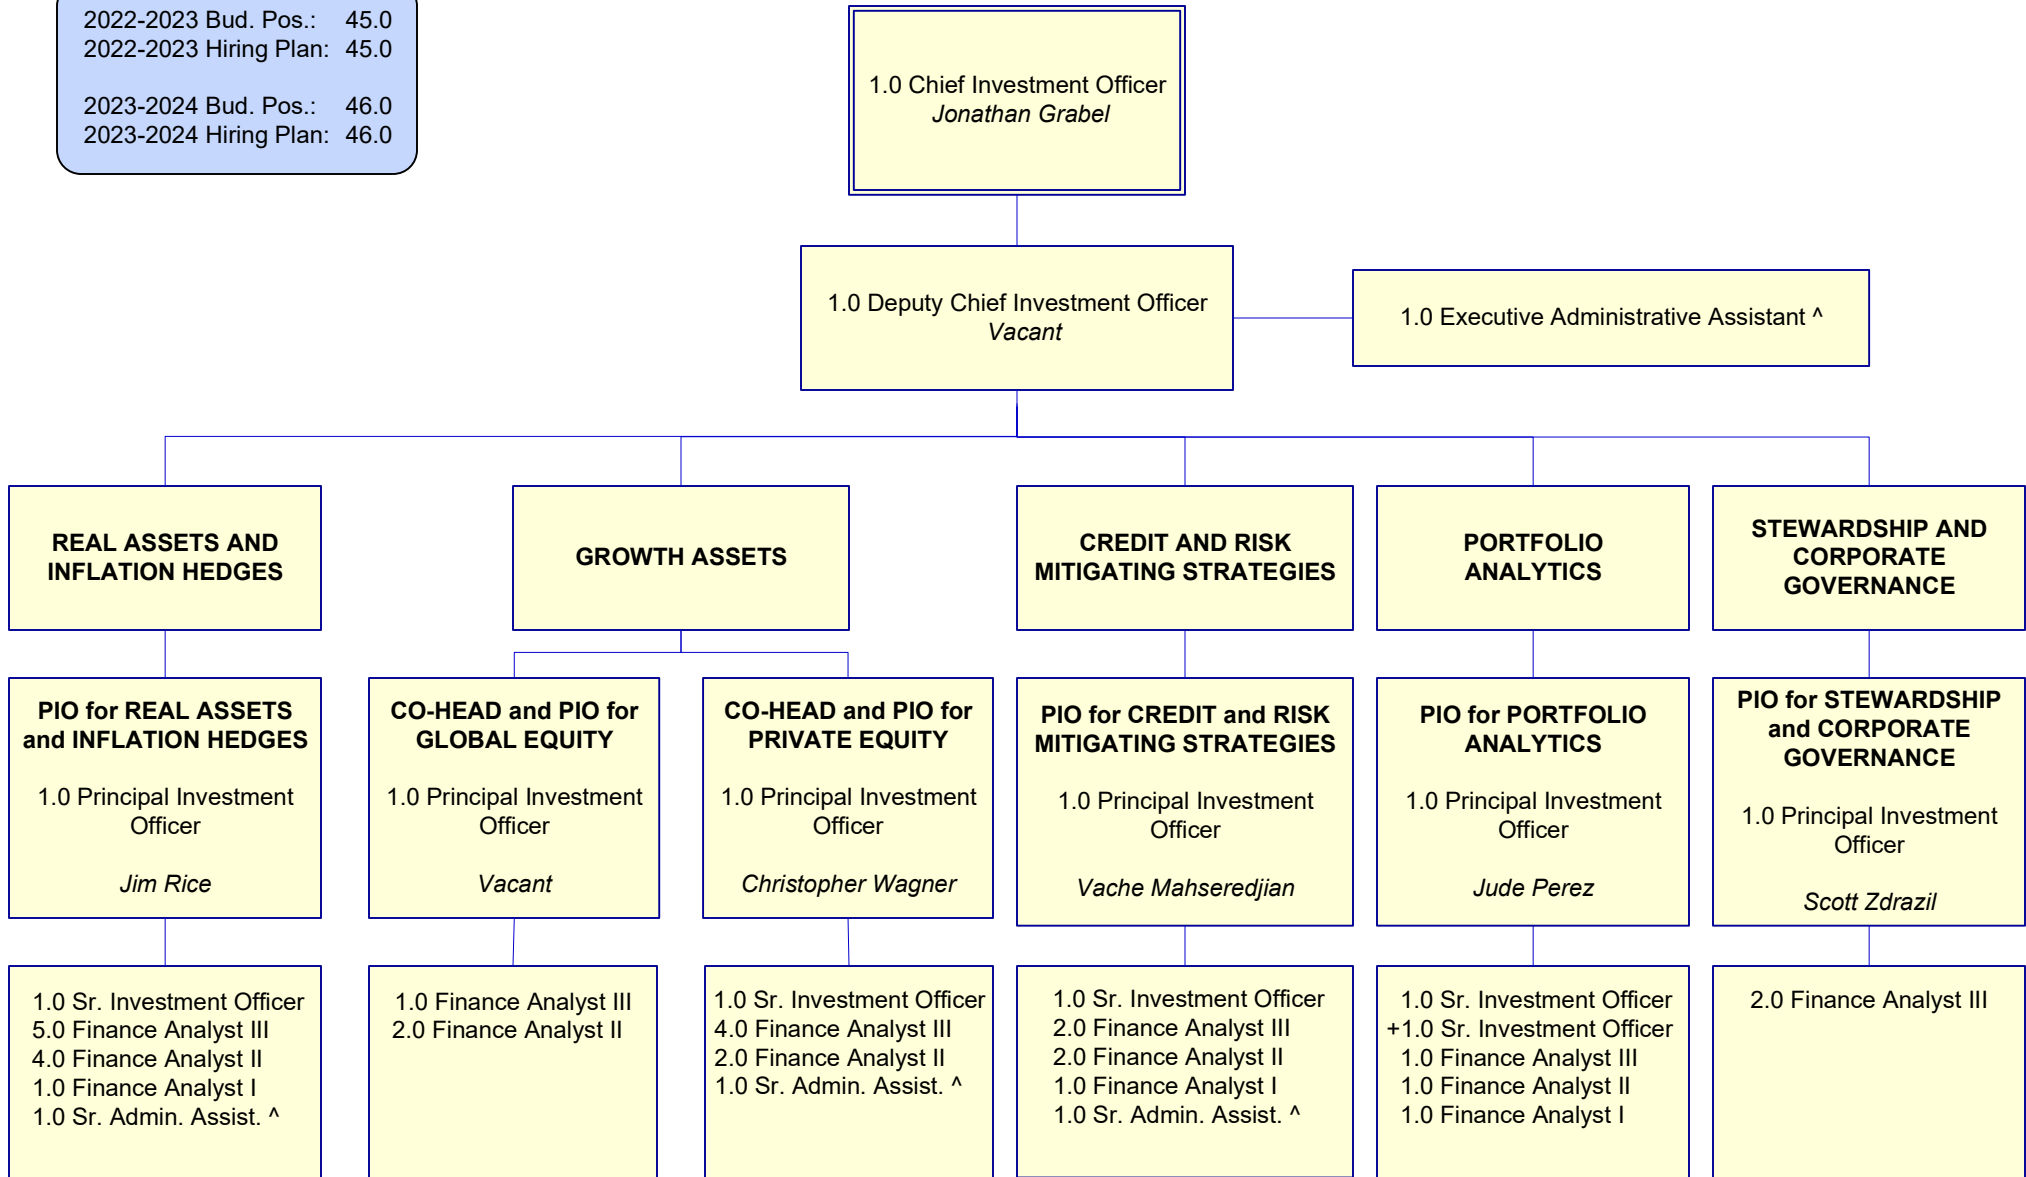 2022-2023 Bud. Pos.: 45.0
2022-2023 Hiring Plan: 45.0
2023-2024 Bud. Pos.: 46.0
2023-2024 Hiring Plan: 46.0
1.0 Chief Investment Officer
Jonathan Grabel
1.0 Deputy Chief Investment Officer
Vacant
1.0 Executive Administrative Assistant ^
REAL ASSETS AND
INFLATION HEDGES
GROWTH ASSETS
CREDIT AND RISK
MITIGATING STRATEGIES
PORTFOLIO
ANALYTICS
STEWARDSHIP AND
CORPORATE
GOVERNANCE
PIO for REAL ASSETS
and INFLATION HEDGES
1.0 Principal Investment
Officer
Jim Rice
CO-HEAD and PIO for
GLOBAL EQUITY
1.0 Principal Investment
Officer
Vacant
CO-HEAD and PIO for
PRIVATE EQUITY
1.0 Principal Investment
Officer
Christopher Wagner
PIO for CREDIT and RISK
MITIGATING STRATEGIES
1.0 Principal Investment
Officer
Vache Mahseredjian
PIO for PORTFOLIO
ANALYTICS
1.0 Principal Investment
Officer
Jude Perez
PIO for STEWARDSHIP
and CORPORATE
GOVERNANCE
1.0 Principal Investment
Officer
Scott Zdrazil
1.0 Sr. Investment Officer
5.0 Finance Analyst III
4.0 Finance Analyst II
1.0 Finance Analyst I
1.0 Sr. Admin. Assist. ^
1.0 Finance Analyst III
2.0 Finance Analyst II
1.0 Sr. Investment Officer
4.0 Finance Analyst III
2.0 Finance Analyst II
1.0 Sr. Admin. Assist. ^
1.0 Sr. Investment Officer
2.0 Finance Analyst III
2.0 Finance Analyst II
1.0 Finance Analyst I
1.0 Sr. Admin. Assist. ^
1.0 Sr. Investment Officer
+1.0 Sr. Investment Officer
1.0 Finance Analyst III
1.0 Finance Analyst II
1.0 Finance Analyst I
2.0 Finance Analyst III